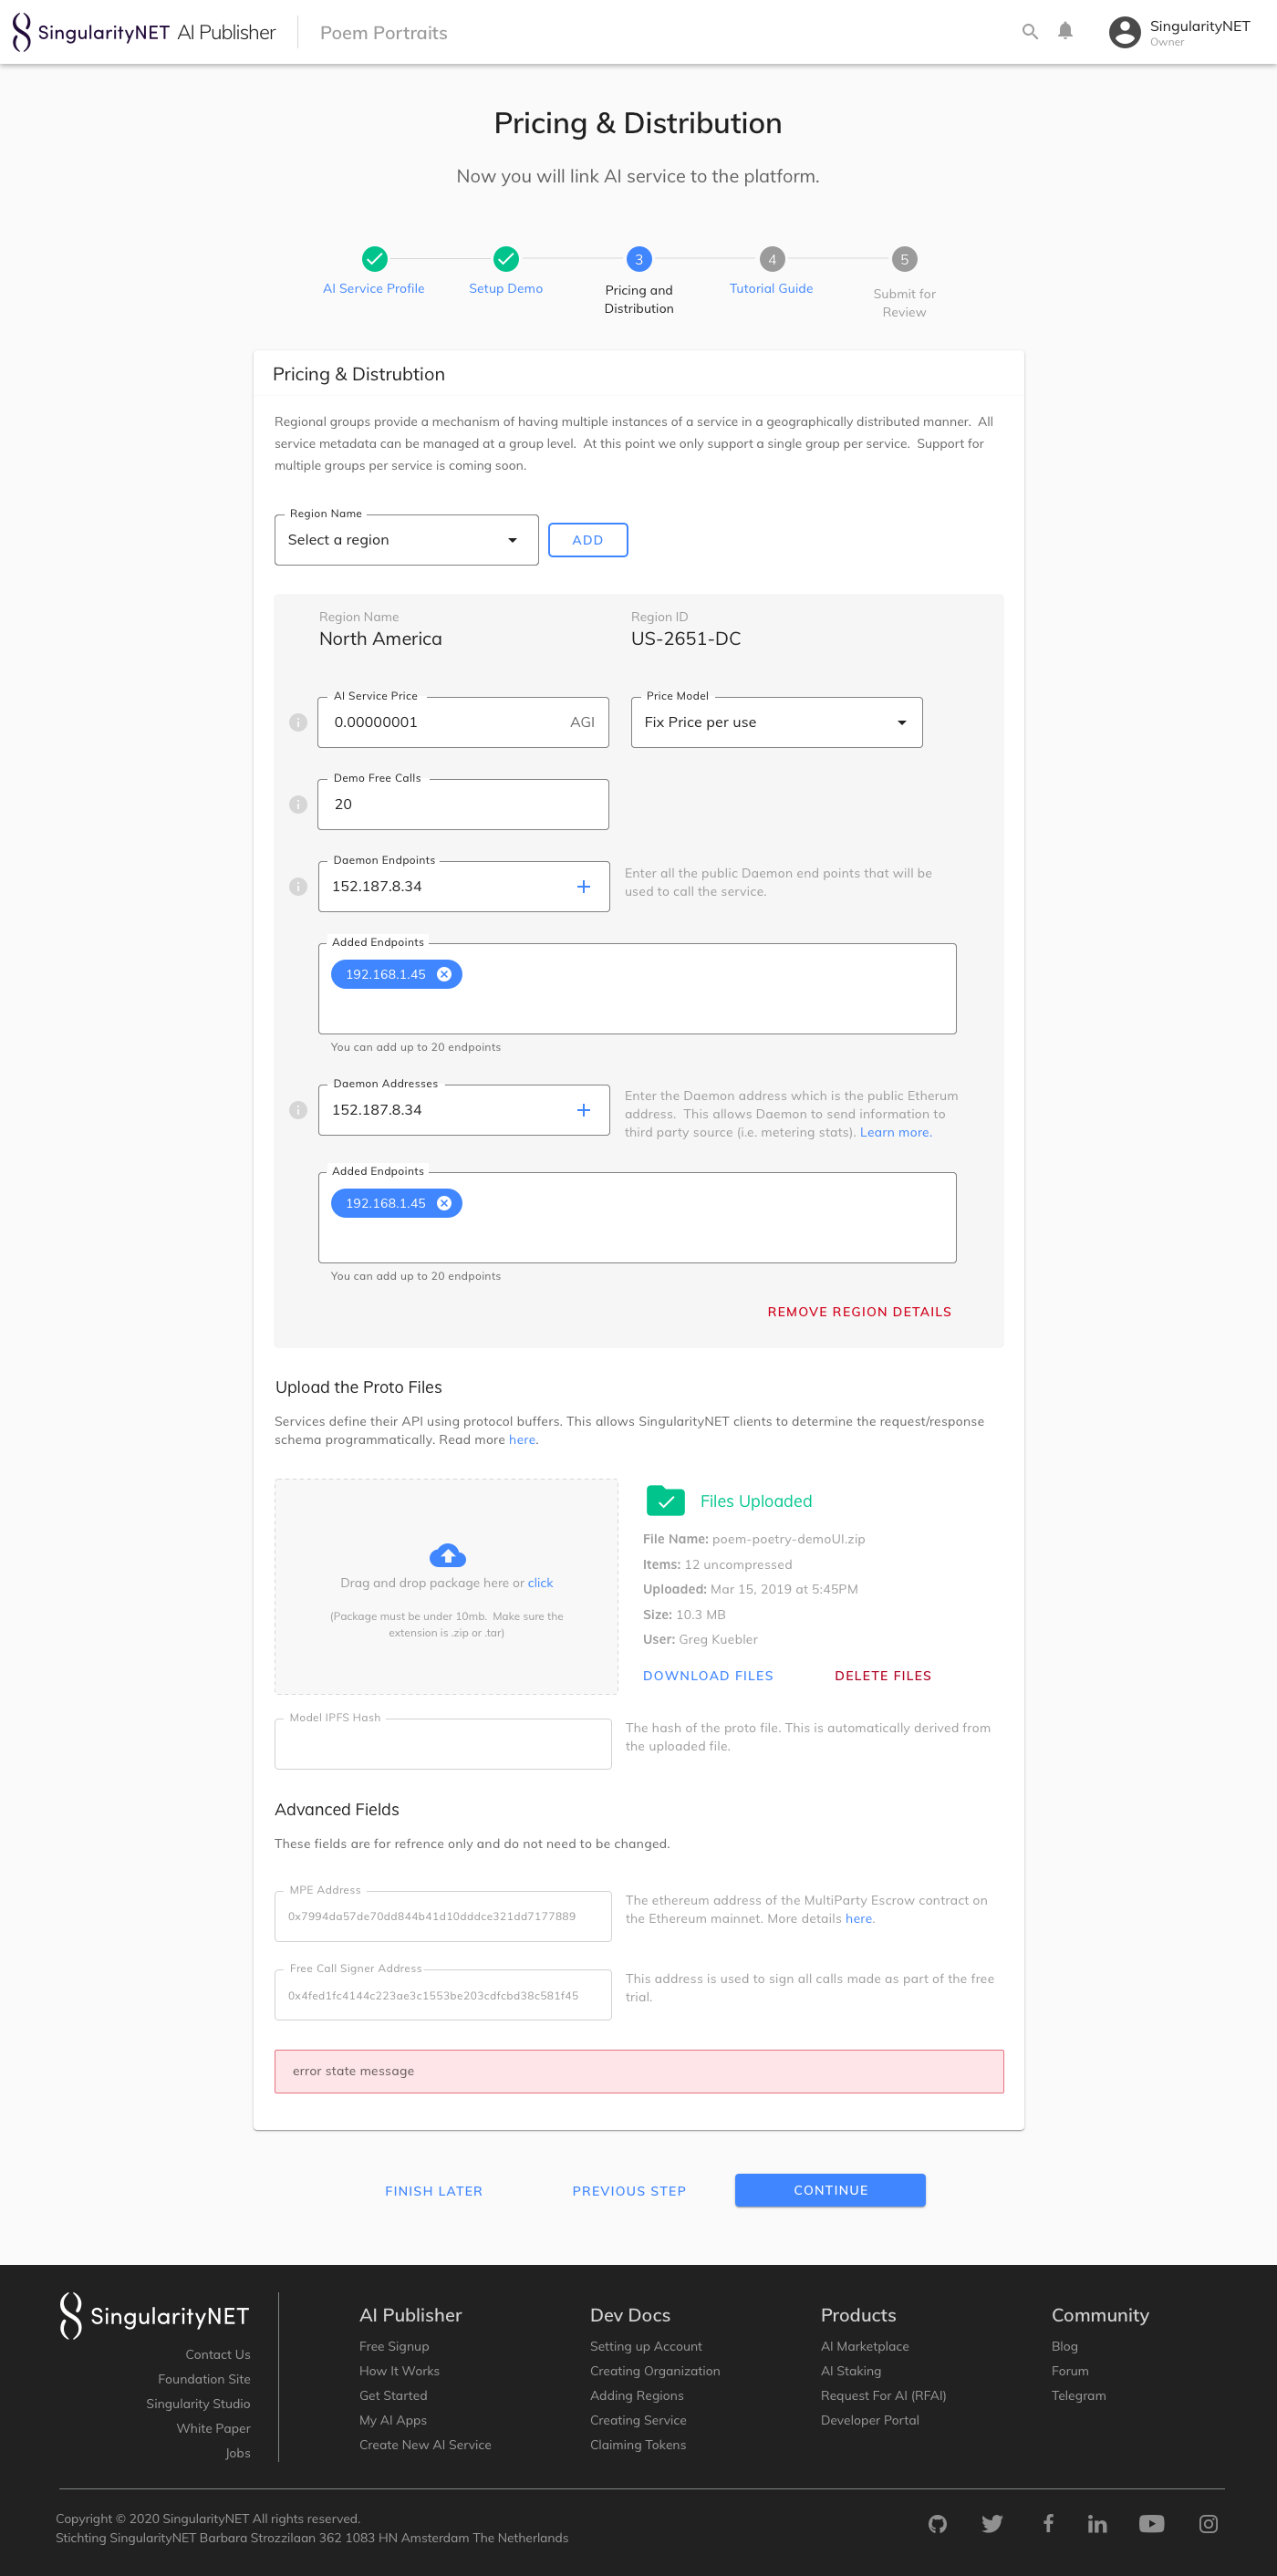 SingularityNET AI Publisher
Poem Portraits
SingularityNET
Owner
Pricing & Distribution
Now you will link AI service to the platform.
3
4
5
AI Service Profile
Setup Demo
Pricing and
Distribution
Tutorial Guide
Submit for
Review
Pricing & Distrubtion
Regional groups provide a mechanism of having multiple instances of a service in a geographically distributed manner. All
service metadata can be managed at a group level. At this point we only support a single group per service. Support for
multiple groups per service is coming soon.
Region Name
Select a region
ADD
Region Name
Region ID
North America
US-2651-DC
AI Service Price
0.00000001
AGI
Price Model
Fix Price per use
Demo Free Calls
20
Daemon Endpoints
152.187.8.34
Enter all the public Daemon end points that will be
used to call the service.
Added Endpoints
192.168.1.45
You can add up to 20 endpoints
Daemon Addresses
152.187.8.34
Enter the Daemon address which is the public Etherum
address. This allows Daemon to send information to
third party source (i.e. metering stats). Learn more.
Added Endpoints
192.168.1.45
You can add up to 20 endpoints
REMOVE REGION DETAILS
Upload the Proto Files
Services define their API using protocol buffers. This allows SingularityNET clients to determine the request/response
schema programmatically. Read more here.
Drag and drop package here or click
(Package must be under 10mb. Make sure the
extension is .zip or .tar)
Files Uploaded
File Name: poem-poetry-demoUI.zip
Items: 12 uncompressed
Uploaded: Mar 15, 2019 at 5:45PM
Size: 10.3 MB
User: Greg Kuebler
DOWNLOAD FILES
DELETE FILES
Model IPFS Hash
The hash of the proto file. This is automatically derived from
the uploaded file.
Advanced Fields
These fields are for refrence only and do not need to be changed.
MPE Address
0x7994da57de70dd844b41d10dddce321dd7177889
The ethereum address of the MultiParty Escrow contract on
the Ethereum mainnet. More details here.
Free Call Signer Address
0x4fed1fc4144c223ae3c1553be203cdfcbd38c581f45
This address is used to sign all calls made as part of the free
trial.
error state message
FINISH LATER
PREVIOUS STEP
CONTINUE
SingularityNET
Contact Us
Foundation Site
Singularity Studio
White Paper
Jobs
AI Publisher
Free Signup
How It Works
Get Started
My AI Apps
Create New AI Service
Dev Docs
Setting up Account
Creating Organization
Adding Regions
Creating Service
Claiming Tokens
Products
AI Marketplace
AI Staking
Request For AI (RFAI)
Developer Portal
Community
Blog
Forum
Telegram
Copyright © 2020 SingularityNET All rights reserved.
Stichting SingularityNET Barbara Strozzilaan 362 1083 HN Amsterdam The Netherlands